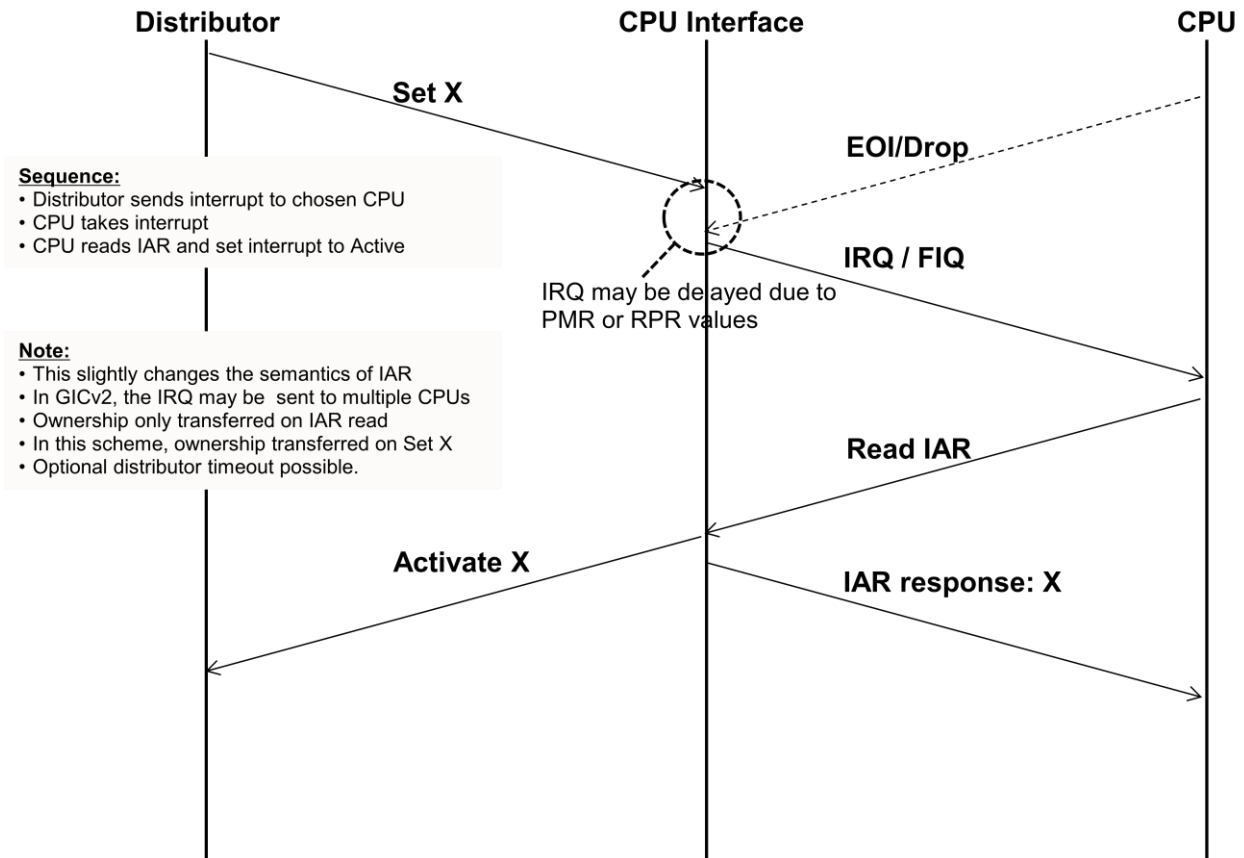 Distributor
CPU Interface
CPU
Set X
EOI/Drop
Sequence:
• Distributor sends interrupt to chosen CPU
• CPU takes interrupt
• CPU reads IAR and set interrupt to Active
IRQ / FIQ
IRQ may be delayed due to
PMR or RPR values
Note:
• This slightly changes the semantics of IAR
• In GICv2, the IRQ may be sent to multiple CPUs
• Ownership only transferred on IAR read
• In this scheme, ownership transferred on Set X
• Optional distributor timeout possible.
Read IAR
Activate X
IAR response: X